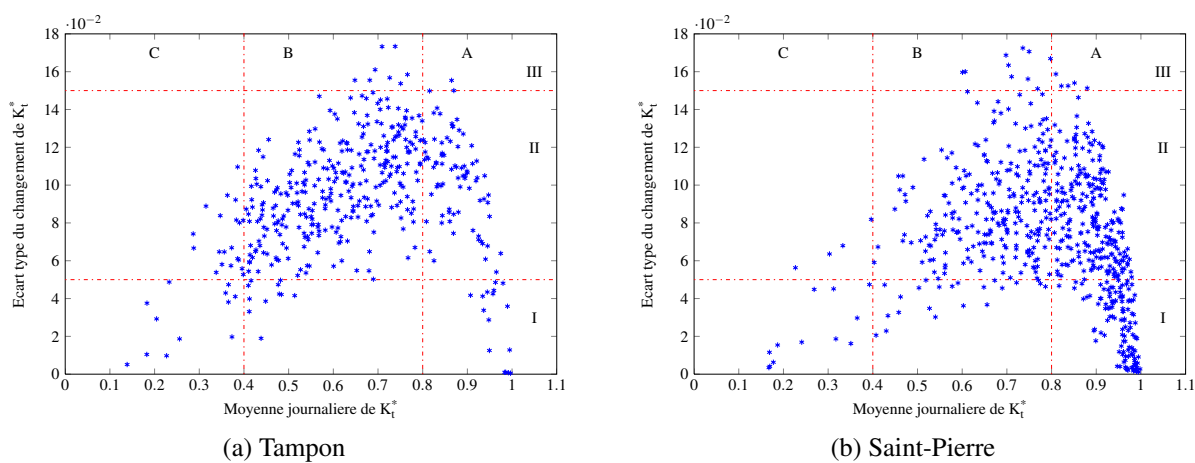 ·10⁻²
18
16
14
12
10
8
6
4
2
0
0 0.1 0.2 0.3 0.4 0.5 0.6 0.7 0.8 0.9 1 1.1
C B A
III
II
I
Ecart type du changement de K*t
Moyenne journaliere de K*t
(a) Tampon
·10⁻²
18
16
14
12
10
8
6
4
2
0
0 0.1 0.2 0.3 0.4 0.5 0.6 0.7 0.8 0.9 1 1.1
C B A
III
II
I
Ecart type du changement de K*t
Moyenne journaliere de K*t
(b) Saint-Pierre